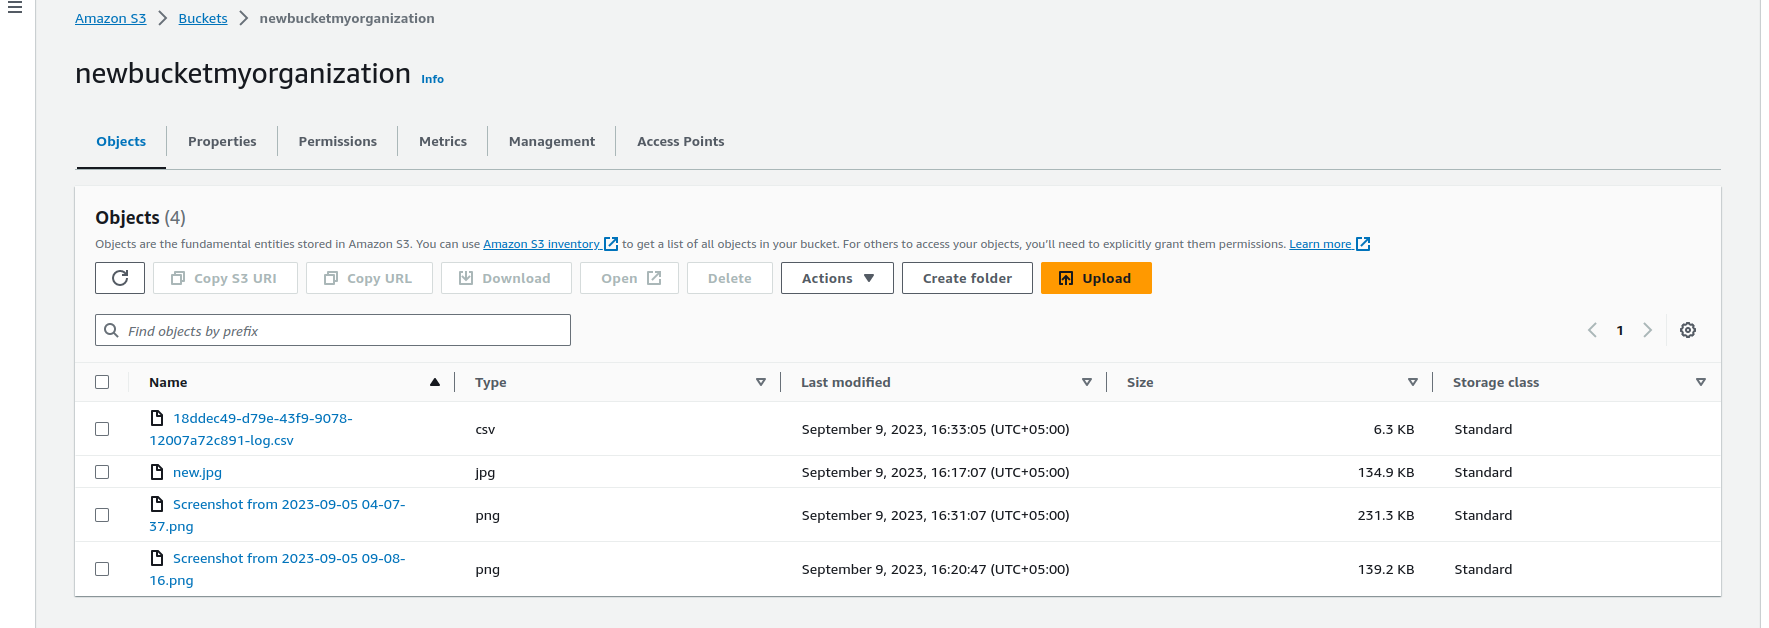 Amazon S3 > Buckets > newbucketmyorganization
newbucketmyorganization Info
Objects Properties Permissions Metrics Management Access Points
Objects (4)
Objects are the fundamental entities stored in Amazon S3. You can use Amazon S3 inventory to get a list of all objects in your bucket. For others to access your objects, you'll need to explicitly grant them permissions. Learn more
Copy S3 URI Copy URL Download Open Delete Actions Create folder Upload
Find objects by prefix 1
Name Type Last modified Size Storage class
18ddec49-d79e-43f9-9078-
12007a72c891-log.csv csv September 9, 2023, 16:33:05 (UTC+05:00) 6.3 KB Standard
new.jpg jpg September 9, 2023, 16:17:07 (UTC+05:00) 134.9 KB Standard
Screenshot from 2023-09-05 04-07-
37.png png September 9, 2023, 16:31:07 (UTC+05:00) 231.3 KB Standard
Screenshot from 2023-09-05 09-08-
16.png png September 9, 2023, 16:20:47 (UTC+05:00) 139.2 KB Standard